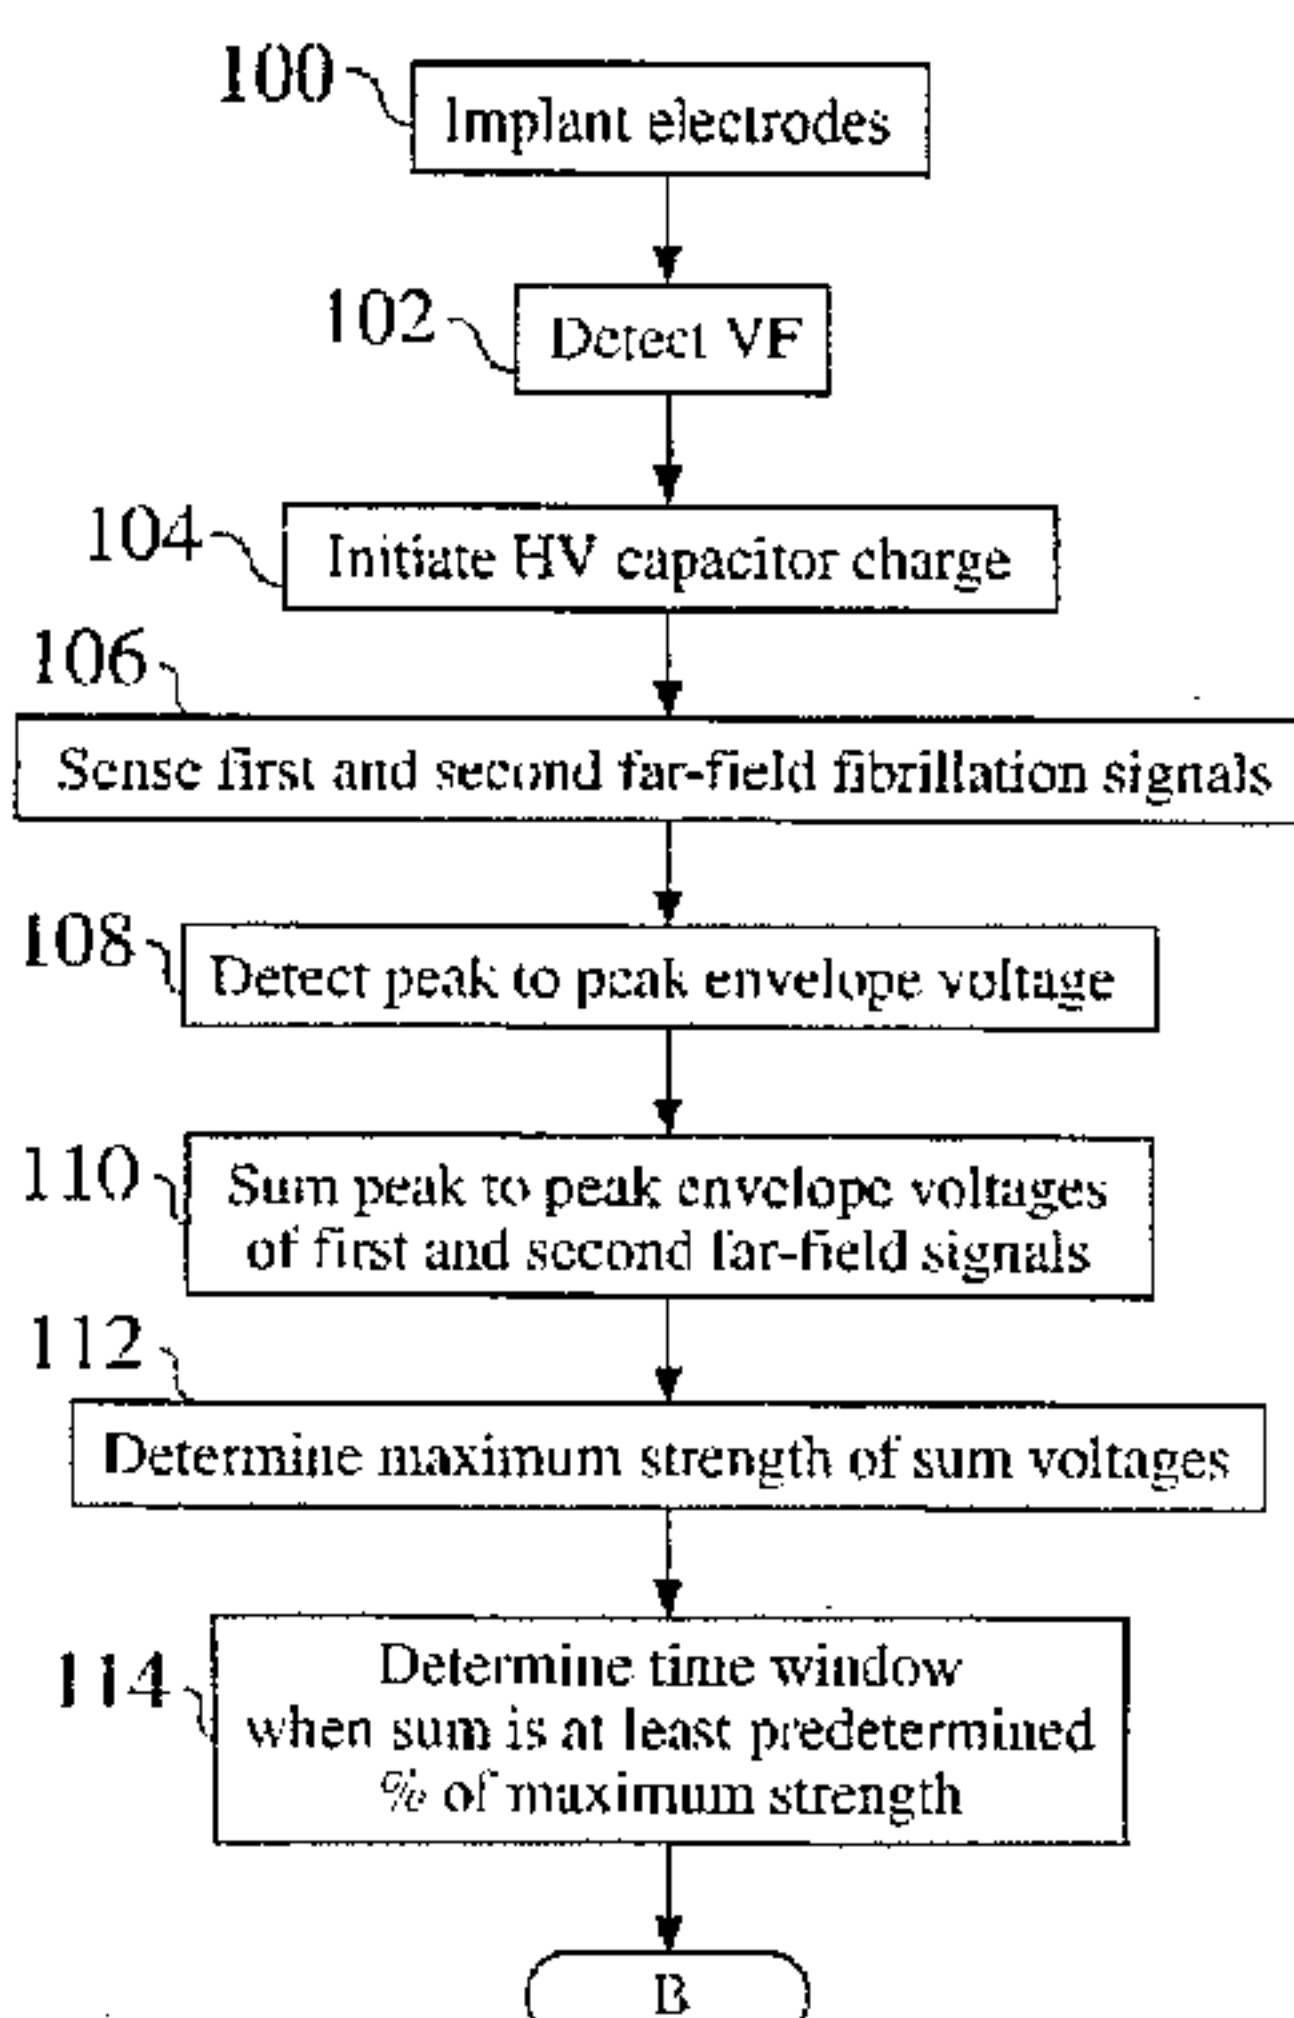 100
Implant electrodes
102
Detect VF
104
Initiate HV capacitor charge
106
Sense first and second far-field fibrillation signals
108
Detect peak to peak envelope voltage
110
Sum peak to peak envelope voltages
of first and second far-field signals
112
Determine maximum strength of sum voltages
114
Determine time window
when sum is at least predetermined
% of maximum strength
B